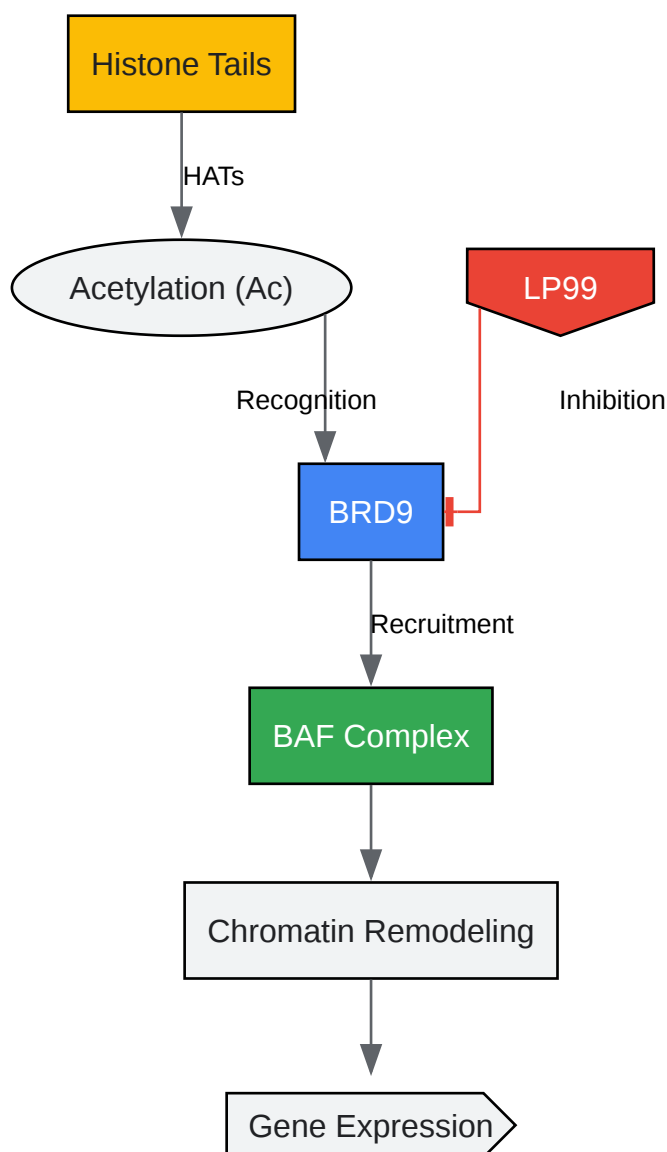 Histone Tails
HATs
Acetylation (Ac)
LP99
Recognition
Inhibition
BRD9
Recruitment
BAF Complex
Chromatin Remodeling
Gene Expression